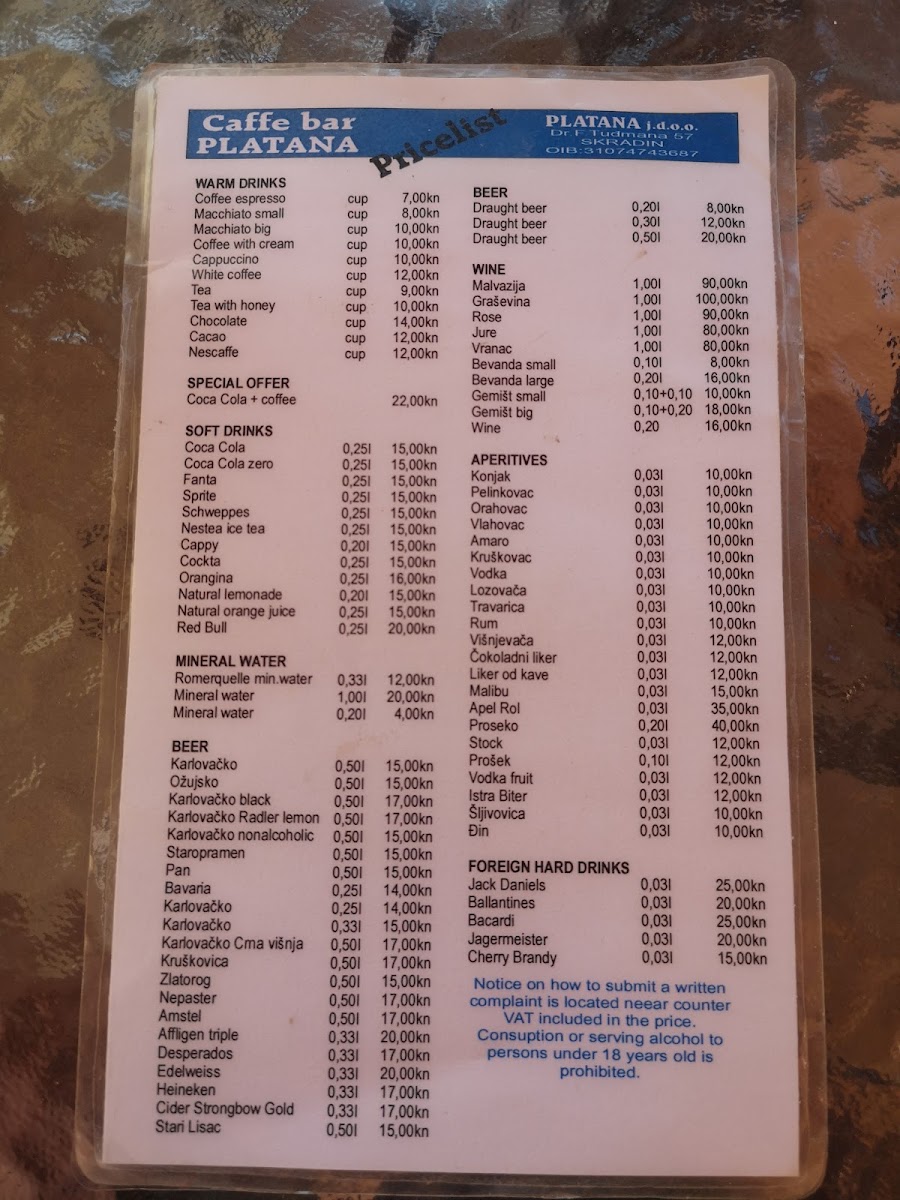 Caffe bar
PLATANA
Pricelist
PLATANA j.d.o.o.
Dr.F.Tudmana 57
SKRADIN
OIB:31074743687
WARM DRINKS
Coffee espresso cup 7,00kn
Macchiato small cup 8,00kn
Macchiato big cup 10,00kn
Coffee with cream cup 10,00kn
Cappuccino cup 10,00kn
White coffee cup 12,00kn
Tea cup 9,00kn
Tea with honey cup 10,00kn
Chocolate cup 14,00kn
Cacao cup 12,00kn
Nescaffe cup 12,00kn
SPECIAL OFFER
Coca Cola + coffee 22,00kn
SOFT DRINKS
Coca Cola 0,25l 15,00kn
Coca Cola zero 0,25l 15,00kn
Fanta 0,25l 15,00kn
Sprite 0,25l 15,00kn
Schweppes 0,25l 15,00kn
Nestea ice tea 0,25l 15,00kn
Cappy 0,20l 15,00kn
Cockta 0,25l 15,00kn
Orangina 0,25l 16,00kn
Natural lemonade 0,20l 15,00kn
Natural orange juice 0,25l 15,00kn
Red Bull 0,25l 20,00kn
MINERAL WATER
Romerquelle min.water 0,33l 12,00kn
Mineral water 1,00l 20,00kn
Mineral water 0,20l 4,00kn
BEER
Karlovačko 0,50l 15,00kn
Ožujsko 0,50l 15,00kn
Karlovačko black 0,50l 17,00kn
Karlovačko Radler lemon 0,50l 17,00kn
Karlovačko nonalcoholic 0,50l 15,00kn
Staropramen 0,50l 15,00kn
Pan 0,50l 15,00kn
Bavaria 0,25l 14,00kn
Karlovačko 0,25l 14,00kn
Karlovačko 0,33l 15,00kn
Karlovačko Crna višnja 0,50l 17,00kn
Kruškovica 0,50l 17,00kn
Zlatorog 0,50l 15,00kn
Nepaster 0,50l 17,00kn
Amstel 0,50l 17,00kn
Affligen triple 0,33l 20,00kn
Desperados 0,33l 17,00kn
Edelweiss 0,33l 20,00kn
Heineken 0,33l 17,00kn
Cider Strongbow Gold 0,33l 17,00kn
Stari Lisac 0,50l 15,00kn
BEER
Draught beer 0,20l 8,00kn
Draught beer 0,30l 12,00kn
Draught beer 0,50l 20,00kn
WINE
Malvazija 1,00l 90,00kn
Graševina 1,00l 100,00kn
Rose 1,00l 90,00kn
Jure 1,00l 80,00kn
Vranac 1,00l 80,00kn
Bevanda small 0,10l 8,00kn
Bevanda large 0,20l 16,00kn
Gemišt small 0,10+0,10 10,00kn
Gemišt big 0,10+0,20 18,00kn
Wine 0,20 16,00kn
APERITIVES
Konjak 0,03l 10,00kn
Pelinkovac 0,03l 10,00kn
Orahovac 0,03l 10,00kn
Vlahovac 0,03l 10,00kn
Amaro 0,03l 10,00kn
Kruškovac 0,03l 10,00kn
Vodka 0,03l 10,00kn
Lozovača 0,03l 10,00kn
Travarica 0,03l 10,00kn
Rum 0,03l 10,00kn
Višnjevača 0,03l 12,00kn
Čokoladni liker 0,03l 12,00kn
Liker od kave 0,03l 12,00kn
Malibu 0,03l 15,00kn
Apel Rol 0,03l 35,00kn
Proseko 0,20l 40,00kn
Stock 0,03l 12,00kn
Prošek 0,10l 12,00kn
Vodka fruit 0,03l 12,00kn
Istra Biter 0,03l 12,00kn
Šljivovica 0,03l 10,00kn
Đin 0,03l 10,00kn
FOREIGN HARD DRINKS
Jack Daniels 0,03l 25,00kn
Ballantines 0,03l 20,00kn
Bacardi 0,03l 25,00kn
Jagermeister 0,03l 20,00kn
Cherry Brandy 0,03l 15,00kn
Notice on how to submit a written
complaint is located neear counter
VAT included in the price.
Consuption or serving alcohol to
persons under 18 years old is
prohibited.